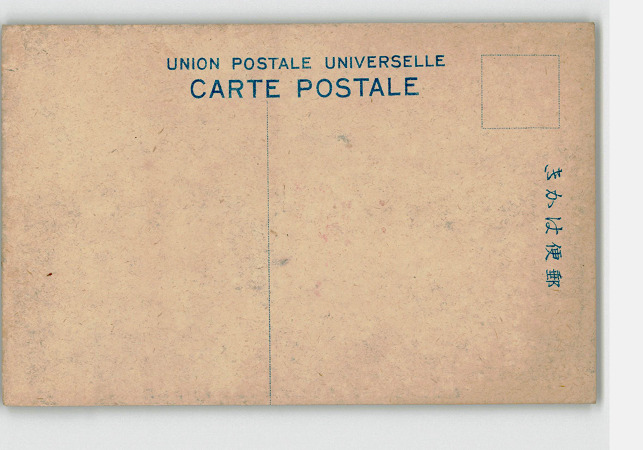 UNION POSTALE UNIVERSELLE
CARTE POSTALE
きかは便郵